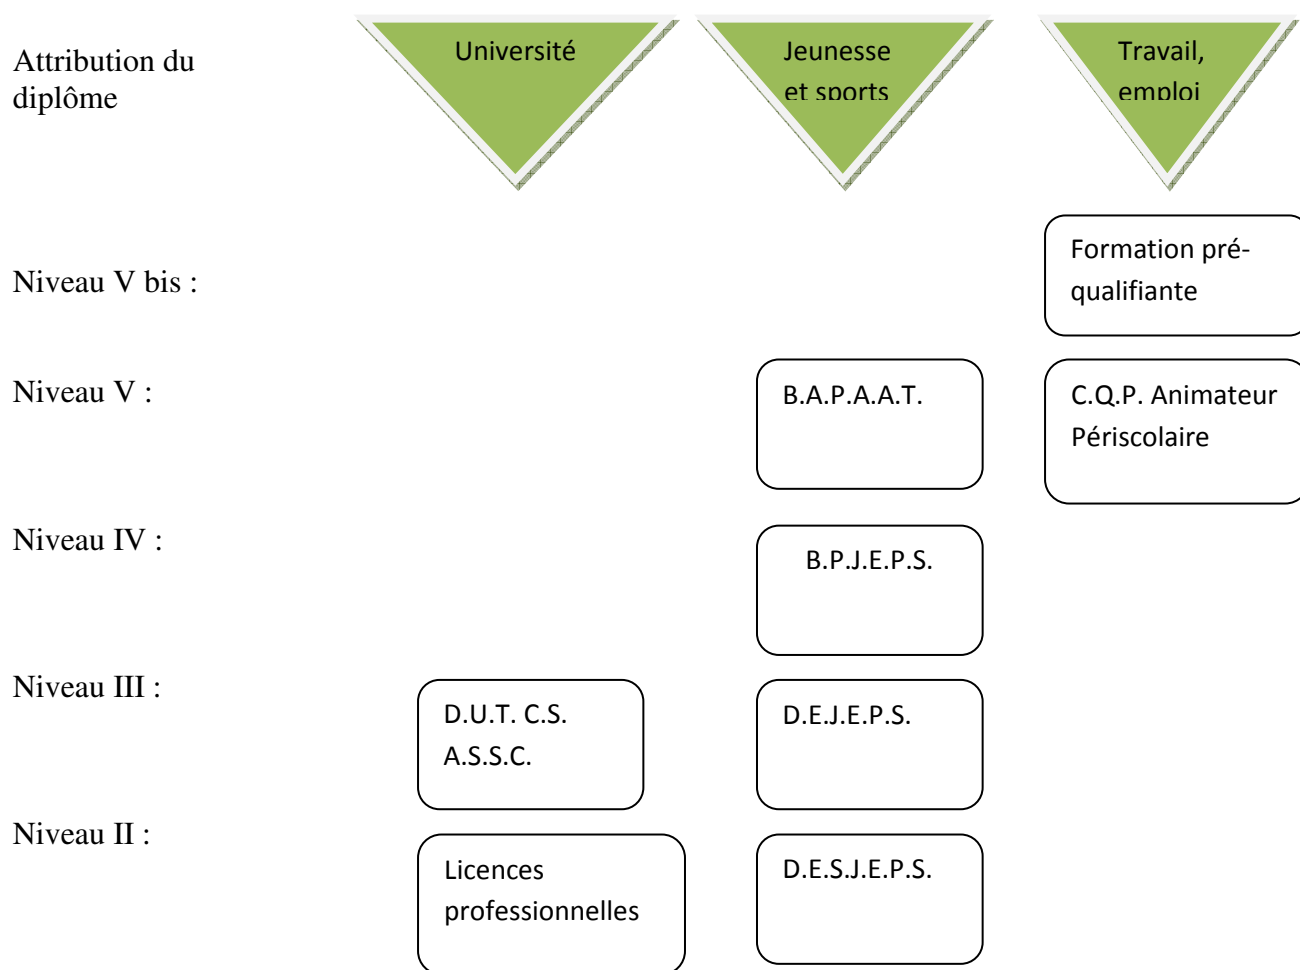 Attribution du
diplôme
Université
Jeunesse
et sports
Travail,
emploi
Niveau V bis :
Formation pré-
qualifiante
Niveau V :
B.A.P.A.A.T.
C.Q.P. Animateur
Périscolaire
Niveau IV :
B.P.J.E.P.S.
Niveau III :
D.U.T. C.S.
A.S.S.C.
D.E.J.E.P.S.
Niveau II :
Licences
professionnelles
D.E.S.J.E.P.S.